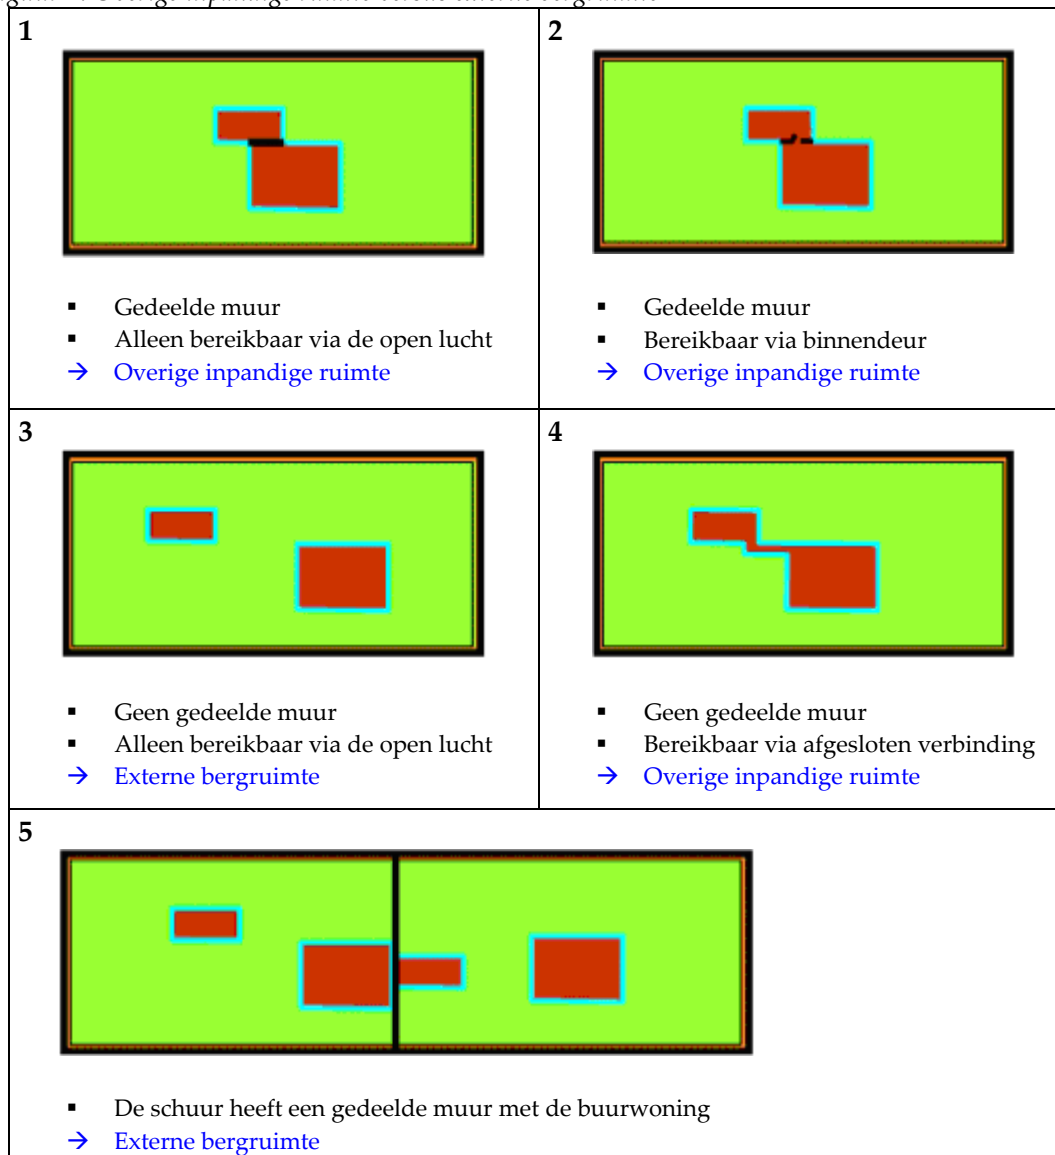 1
2
▪ Gedeelde muur
▪ Alleen bereikbaar via de open lucht
→ Overige inpandige ruimte
▪ Gedeelde muur
▪ Bereikbaar via binnendeur
→ Overige inpandige ruimte
3
4
▪ Geen gedeelde muur
▪ Alleen bereikbaar via de open lucht
→ Externe bergruimte
▪ Geen gedeelde muur
▪ Bereikbaar via afgesloten verbinding
→ Overige inpandige ruimte
5
▪ De schuur heeft een gedeelde muur met de buurwoning
→ Externe bergruimte